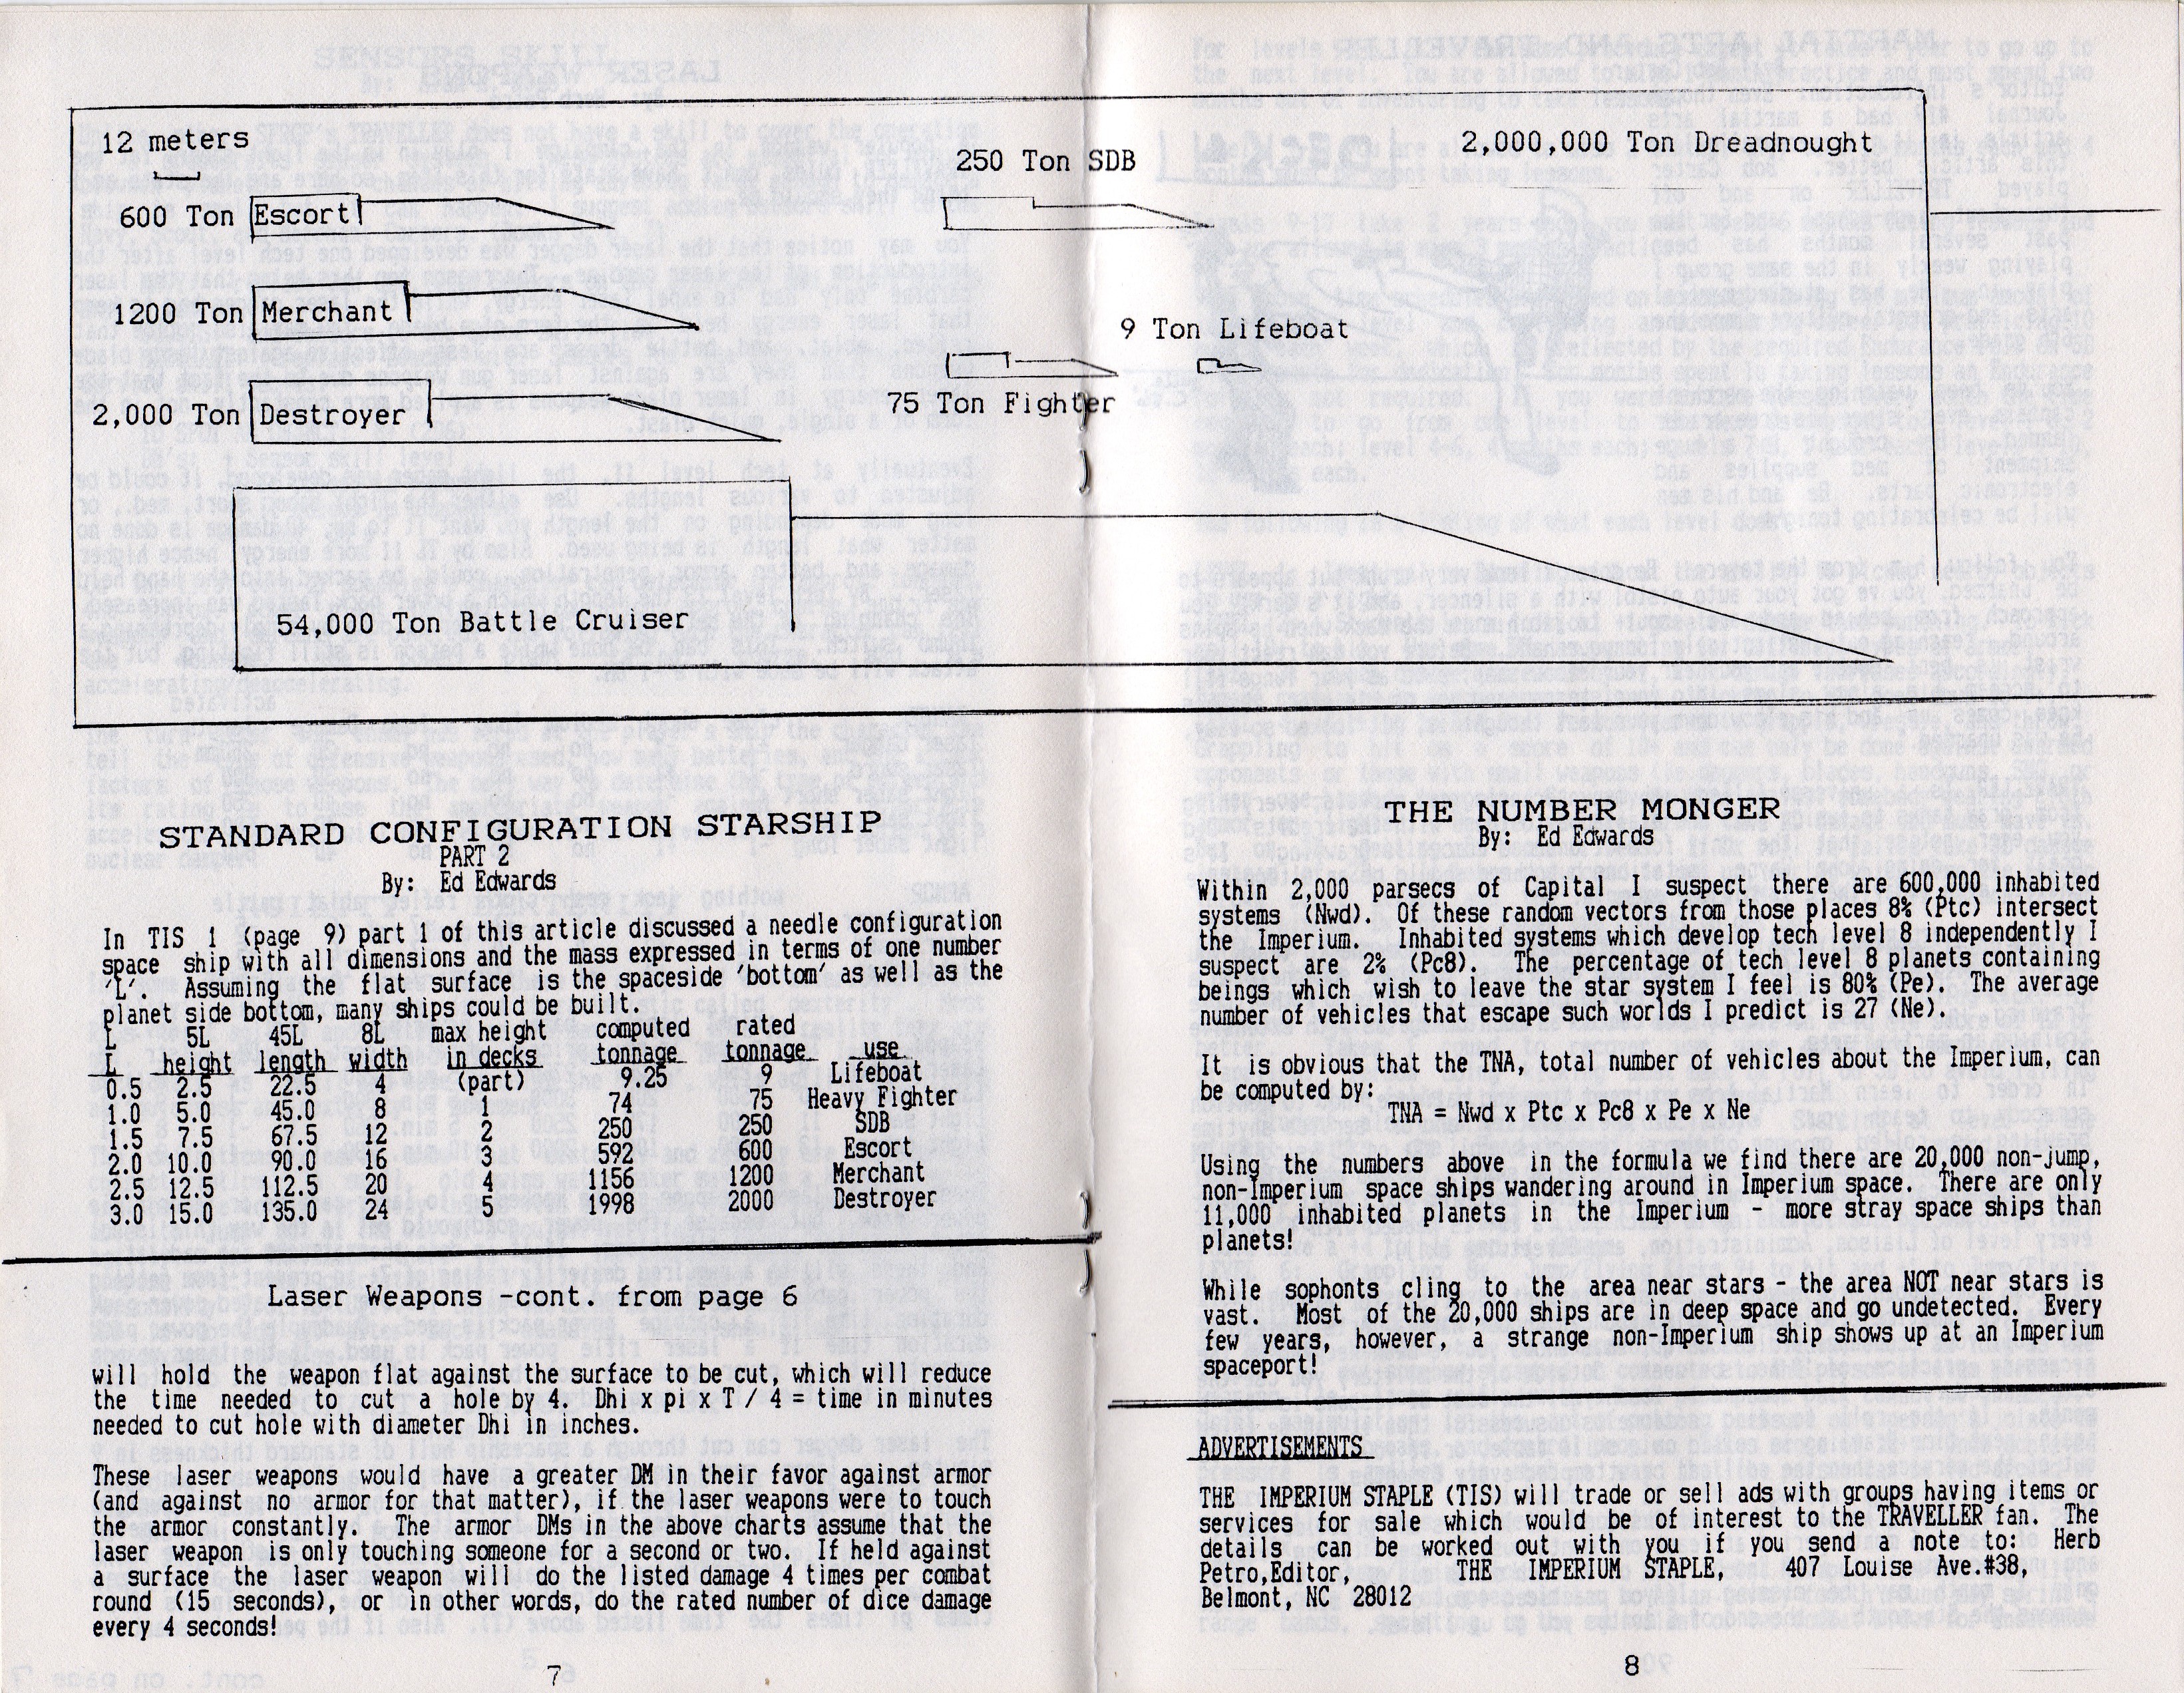 12 meters
600 Ton Escort
1200 Ton Merchant
2,000 Ton Destroyer
54,000 Ton Battle Cruiser
250 Ton SDB
2,000,000 Ton Dreadnought
9 Ton Lifeboat
75 Ton Fighter
STANDARD CONFIGURATION STARSHIP
PART 2
By: Ed Edwards
In TIS 1 (page 9) part 1 of this article discussed a needle configuration
space ship with all dimensions and the mass expressed in terms of one number
'L'. Assuming the flat surface is the spaceside 'bottom' as well as the
planet side bottom, many ships could be built.
L 5L 45L 8L max height computed rated
L height length width in decks tonnage tonnage use
0.5 2.5 22.5 4 (part) 9.25 9 Lifeboat
1.0 5.0 45.0 8 1 74 75 Heavy Fighter
1.5 7.5 67.5 12 2 250 250 SDB
2.0 10.0 90.0 16 3 592 600 Escort
2.5 12.5 112.5 20 4 1156 1200 Merchant
3.0 15.0 135.0 24 5 1998 2000 Destroyer
Laser Weapons -cont. from page 6
will hold the weapon flat against the surface to be cut, which will reduce
the time needed to cut a hole by 4. Dhi x pi x T / 4 = time in minutes
needed to cut hole with diameter Dhi in inches.
These laser weapons would have a greater DM in their favor against armor
(and against no armor for that matter), if the laser weapons were to touch
the armor constantly. The armor DMs in the above charts assume that the
laser weapon is only touching someone for a second or two. If held against
a surface the laser weapon will do the listed damage 4 times per combat
round (15 seconds), or in other words, do the rated number of dice damage
every 4 seconds!
7
THE NUMBER MONGER
By: Ed Edwards
Within 2,000 parsecs of Capital I suspect there are 600,000 inhabited
systems (Nwd). Of these random vectors from those places 8% (Ptc) intersect
the Imperium. Inhabited systems which develop tech level 8 independently I
suspect are 2% (Pc8). The percentage of tech level 8 planets containing
beings which wish to leave the star system I feel is 80% (Pe). The average
number of vehicles that escape such worlds I predict is 27 (Ne).
It is obvious that the TNA, total number of vehicles about the Imperium, can
be computed by:
TNA = Nwd x Ptc x Pc8 x Pe x Ne
Using the numbers above in the formula we find there are 20,000 non-jump,
non-Imperium space ships wandering around in Imperium space. There are only
11,000 inhabited planets in the Imperium - more stray space ships than
planets!
While sophonts cling to the area near stars - the area NOT near stars is
vast. Most of the 20,000 ships are in deep space and go undetected. Every
few years, however, a strange non-Imperium ship shows up at an Imperium
spaceport!
ADVERTISEMENTS
THE IMPERIUM STAPLE (TIS) will trade or sell ads with groups having items or
services for sale which would be of interest to the TRAVELLER fan. The
details can be worked out with you if you send a note to: Herb
Petro,Editor, THE IMPERIUM STAPLE, 407 Louise Ave.#38,
Belmont, NC 28012
8